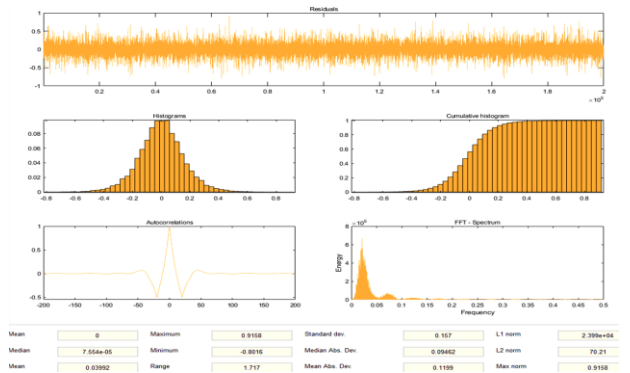 Residuals
1
0.5
0
-0.5
-1
0.2 0.4 0.6 0.8 1 1.2 1.4 1.6 1.8 2
×10⁵
Histograms
0.08
0.06
0.04
0.02
0
-0.8 -0.6 -0.4 -0.2 0 0.2 0.4 0.6 0.8
Cumulative histogram
1
0.8
0.6
0.4
0.2
0
-0.8 -0.6 -0.4 -0.2 0 0.2 0.4 0.6 0.8
Autocorrelations
1
0.5
0
-0.5
-200 -150 -100 -50 0 50 100 150 200
FFT - Spectrum
8 ×10⁵
6
4
2
0
Energy
0 0.05 0.1 0.15 0.2 0.25 0.3 0.35 0.4 0.45 0.5
Frequency
Mean 0 Maximum 0.9158 Standard dev. 0.157 L1 norm 2.399e+04
Median 7.554e-05 Minimum -0.8016 Median Abs. Dev. 0.09462 L2 norm 70.21
Mean 0.03992 Range 1.717 Mean Abs. Dev. 0.1199 Max norm 0.9158